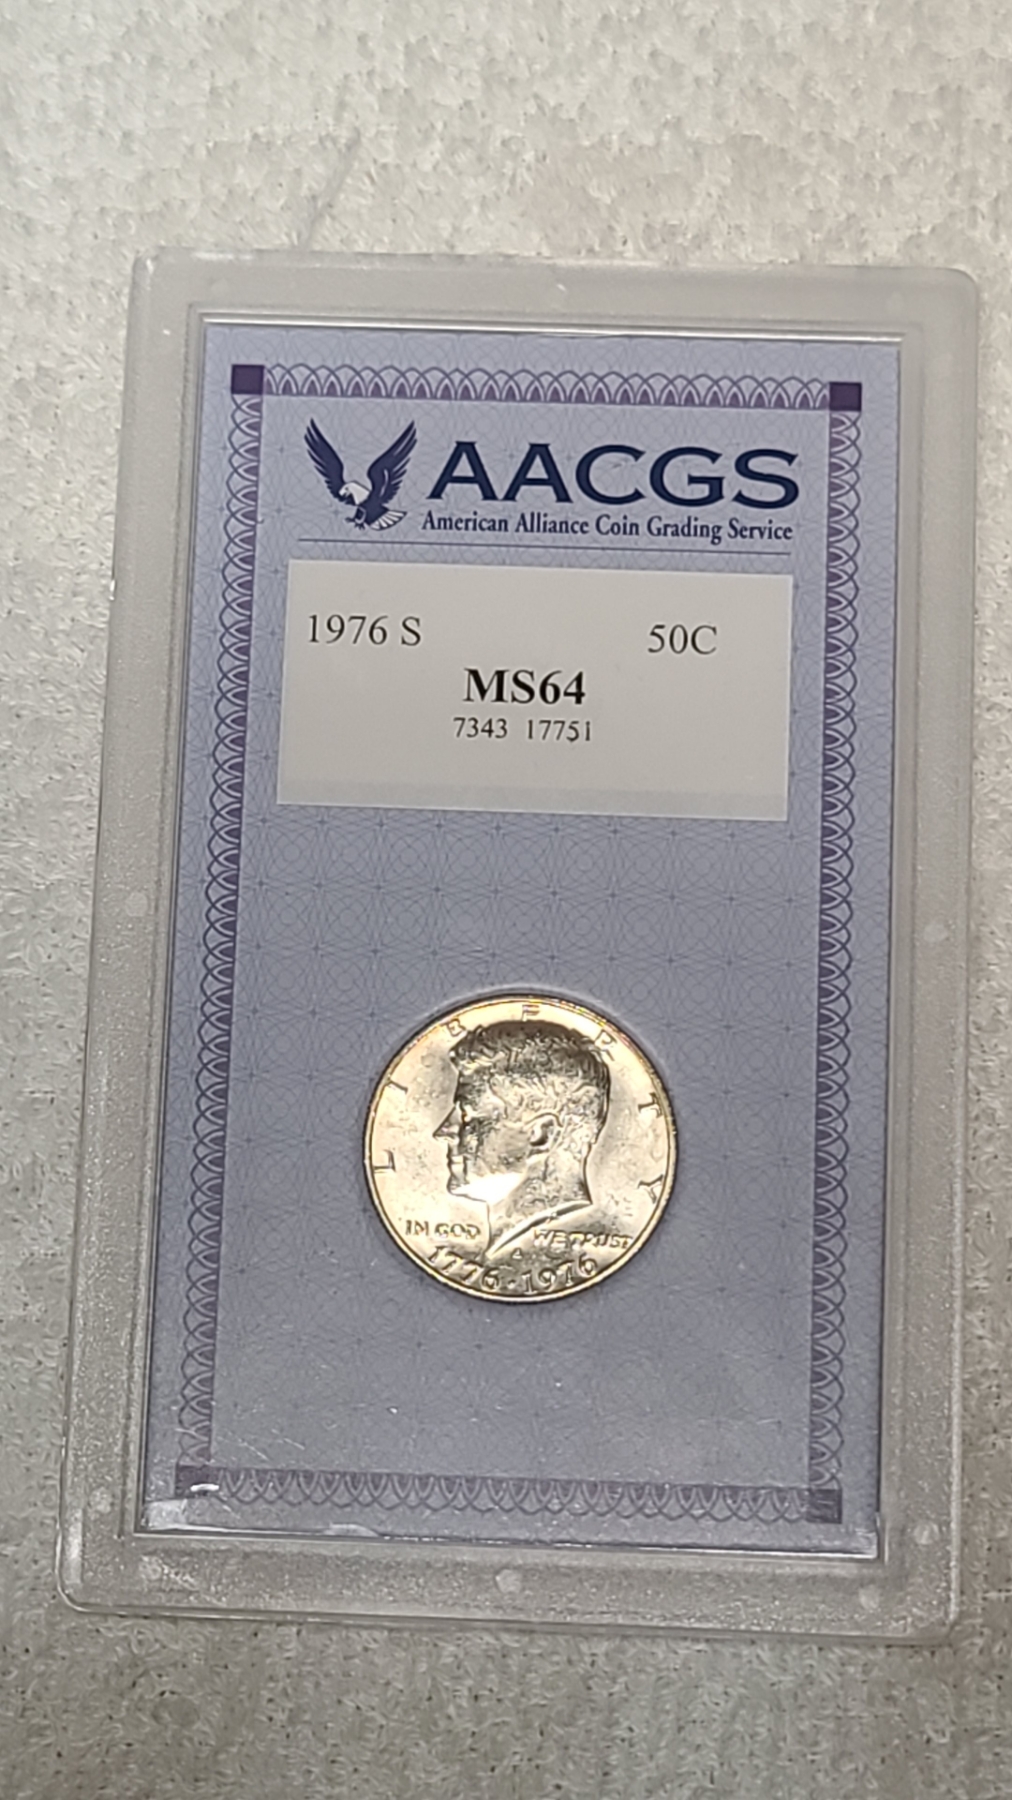 AACGS
American Alliance Coin Grading Service
1976 S 50C
MS64
7343 17751
LIBERTY
IN GOD WE TRUST
1776 · 1976